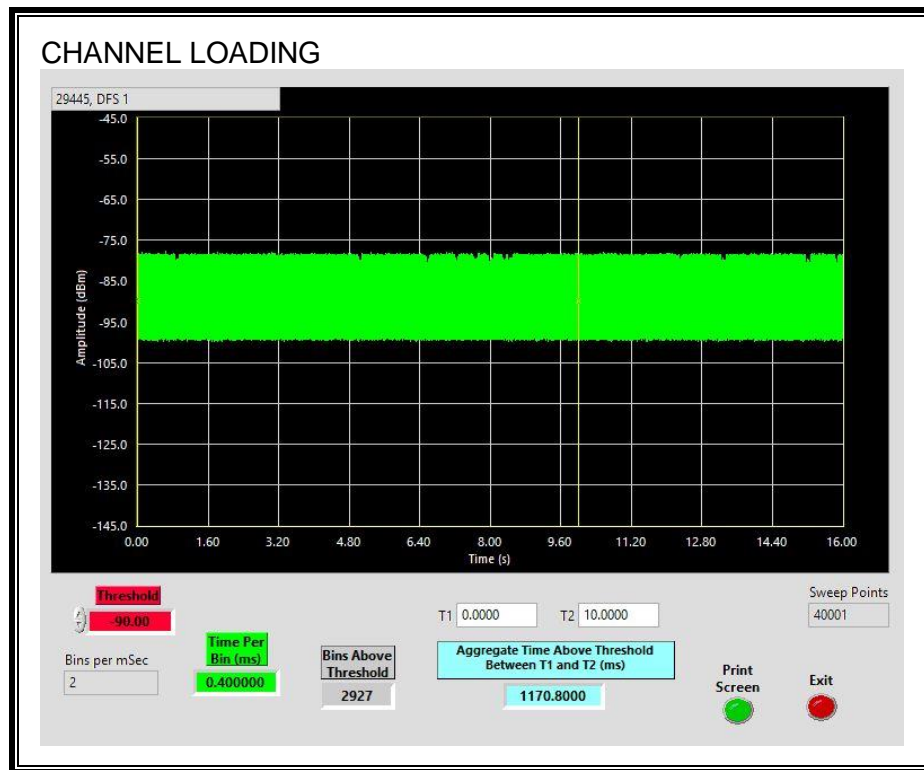 CHANNEL LOADING
29445, DFS 1
-45.0
-55.0
-65.0
-75.0
-85.0
-95.0
-105.0
-115.0
-125.0
-135.0
-145.0
Amplitude (dBm)
0.00 1.60 3.20 4.80 6.40 8.00 9.60 11.20 12.80 14.40 16.00
Time (s)
Threshold
-90.00
T1 0.0000 T2 10.0000
Sweep Points
40001
Bins per mSec
2
Time Per
Bin (ms)
0.400000
Bins Above
Threshold
2927
Aggregate Time Above Threshold
Between T1 and T2 (ms)
1170.8000
Print
Screen
Exit